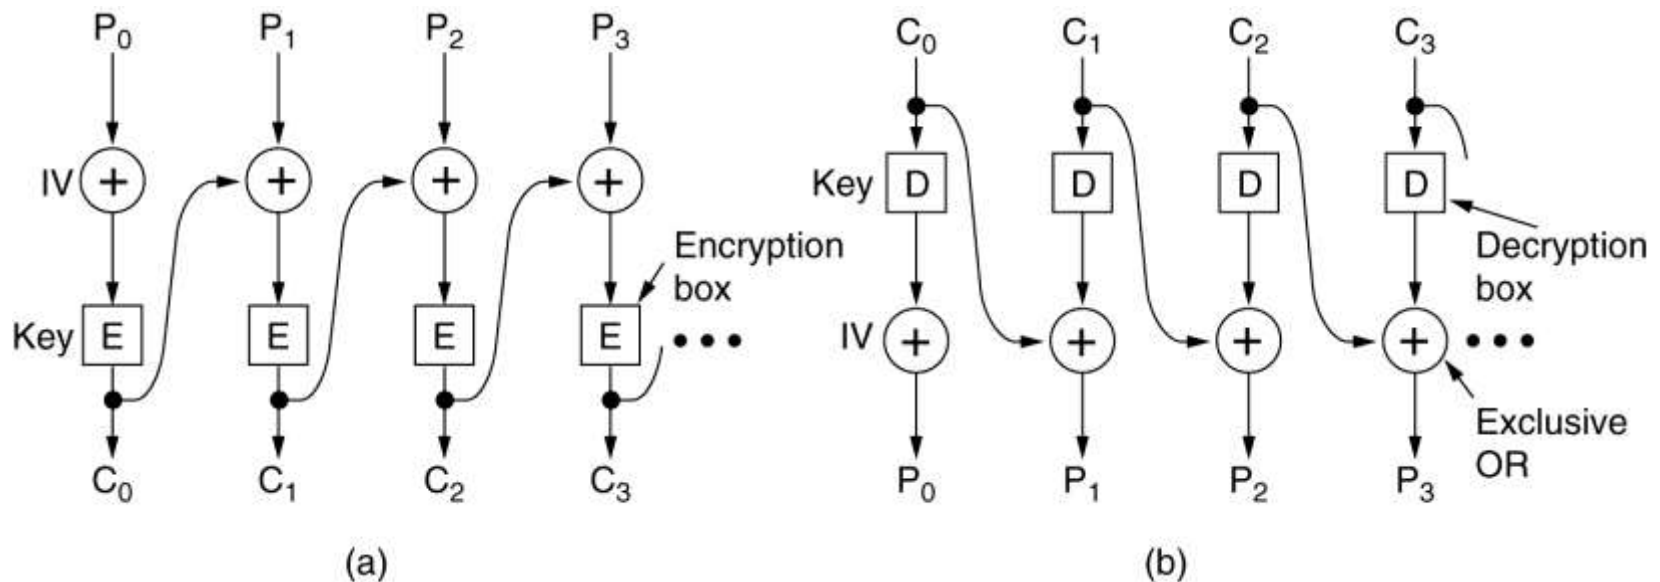 P₀ P₁ P₂ P₃
IV + + + +
Encryption
box
Key E E E E •••
C₀ C₁ C₂ C₃
(a)
C₀ C₁ C₂ C₃
Key D D D D
Decryption
box
IV + + + + •••
Exclusive
OR
P₀ P₁ P₂ P₃
(b)